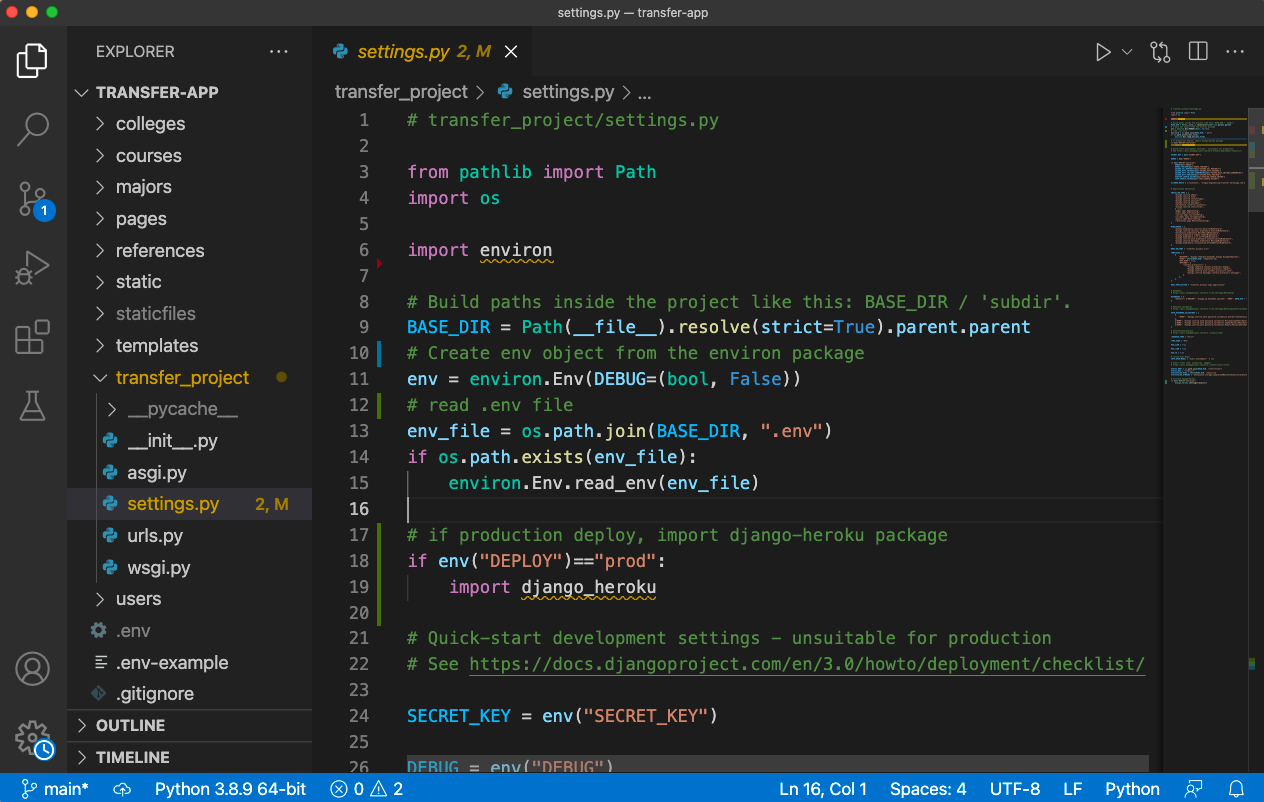 settings.py — transfer-app
EXPLORER
settings.py 2, M
TRANSFER-APP
colleges
courses
majors
pages
references
static
staticfiles
templates
transfer_project
__pycache__
__init__.py
asgi.py
settings.py 2, M
urls.py
wsgi.py
users
.env
.env-example
.gitignore
OUTLINE
TIMELINE
1
transfer_project > settings.py > ...
1 # transfer_project/settings.py
2
3 from pathlib import Path
4 import os
5
6 import environ
7
8 # Build paths inside the project like this: BASE_DIR / 'subdir'.
9 BASE_DIR = Path(__file__).resolve(strict=True).parent.parent
10 # Create env object from the environ package
11 env = environ.Env(DEBUG=(bool, False))
12 # read .env file
13 env_file = os.path.join(BASE_DIR, ".env")
14 if os.path.exists(env_file):
15     environ.Env.read_env(env_file)
16
17 # if production deploy, import django-heroku package
18 if env("DEPLOY")=="prod":
19     import django_heroku
20
21 # Quick-start development settings - unsuitable for production
22 # See https://docs.djangoproject.com/en/3.0/howto/deployment/checklist/
23
24 SECRET_KEY = env("SECRET_KEY")
25
26 DEBUG = env("DEBUG")
main* Python 3.8.9 64-bit 0 2 Ln 16, Col 1 Spaces: 4 UTF-8 LF Python